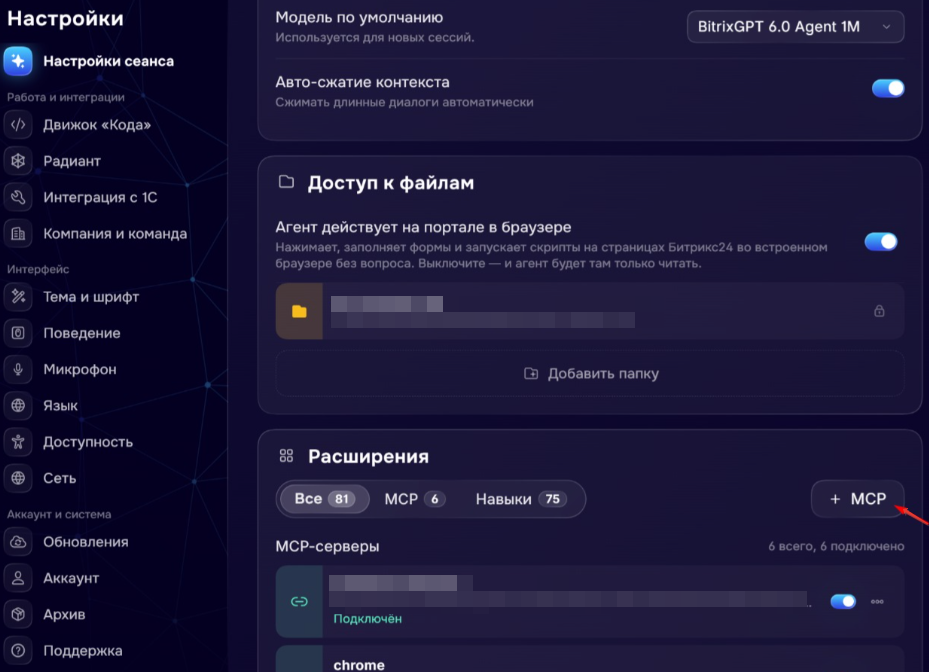 Настройки
Настройки сеанса
Работа и интеграции
Движок «Кода»
Радиант
Интеграция с 1С
Компания и команда
Интерфейс
Тема и шрифт
Поведение
Микрофон
Язык
Доступность
Сеть
Аккаунт и система
Обновления
Аккаунт
Архив
Поддержка
Модель по умолчанию
Используется для новых сессий.
BitrixGPT 6.0 Agent 1M
Авто-сжатие контекста
Сжимать длинные диалоги автоматически
Доступ к файлам
Агент действует на портале в браузере
Нажимает, заполняет формы и запускает скрипты на страницах Битрикс24 во встроенном
браузере без вопроса. Выключите — и агент будет там только читать.
Добавить папку
Расширения
Все 81 MCP 6 Навыки 75
+ MCP
MCP-серверы
6 всего, 6 подключено
Подключён
chrome